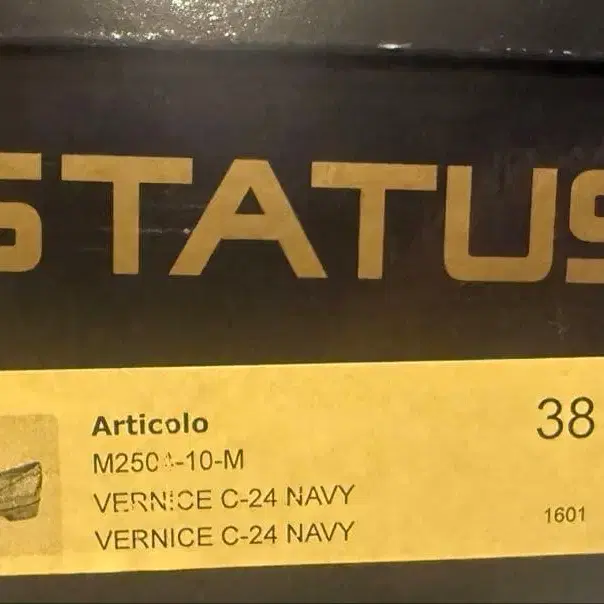 STATUS
Articolo
38
VERNICE C-24 NAVY
VERNICE C-24 NAVY
1601